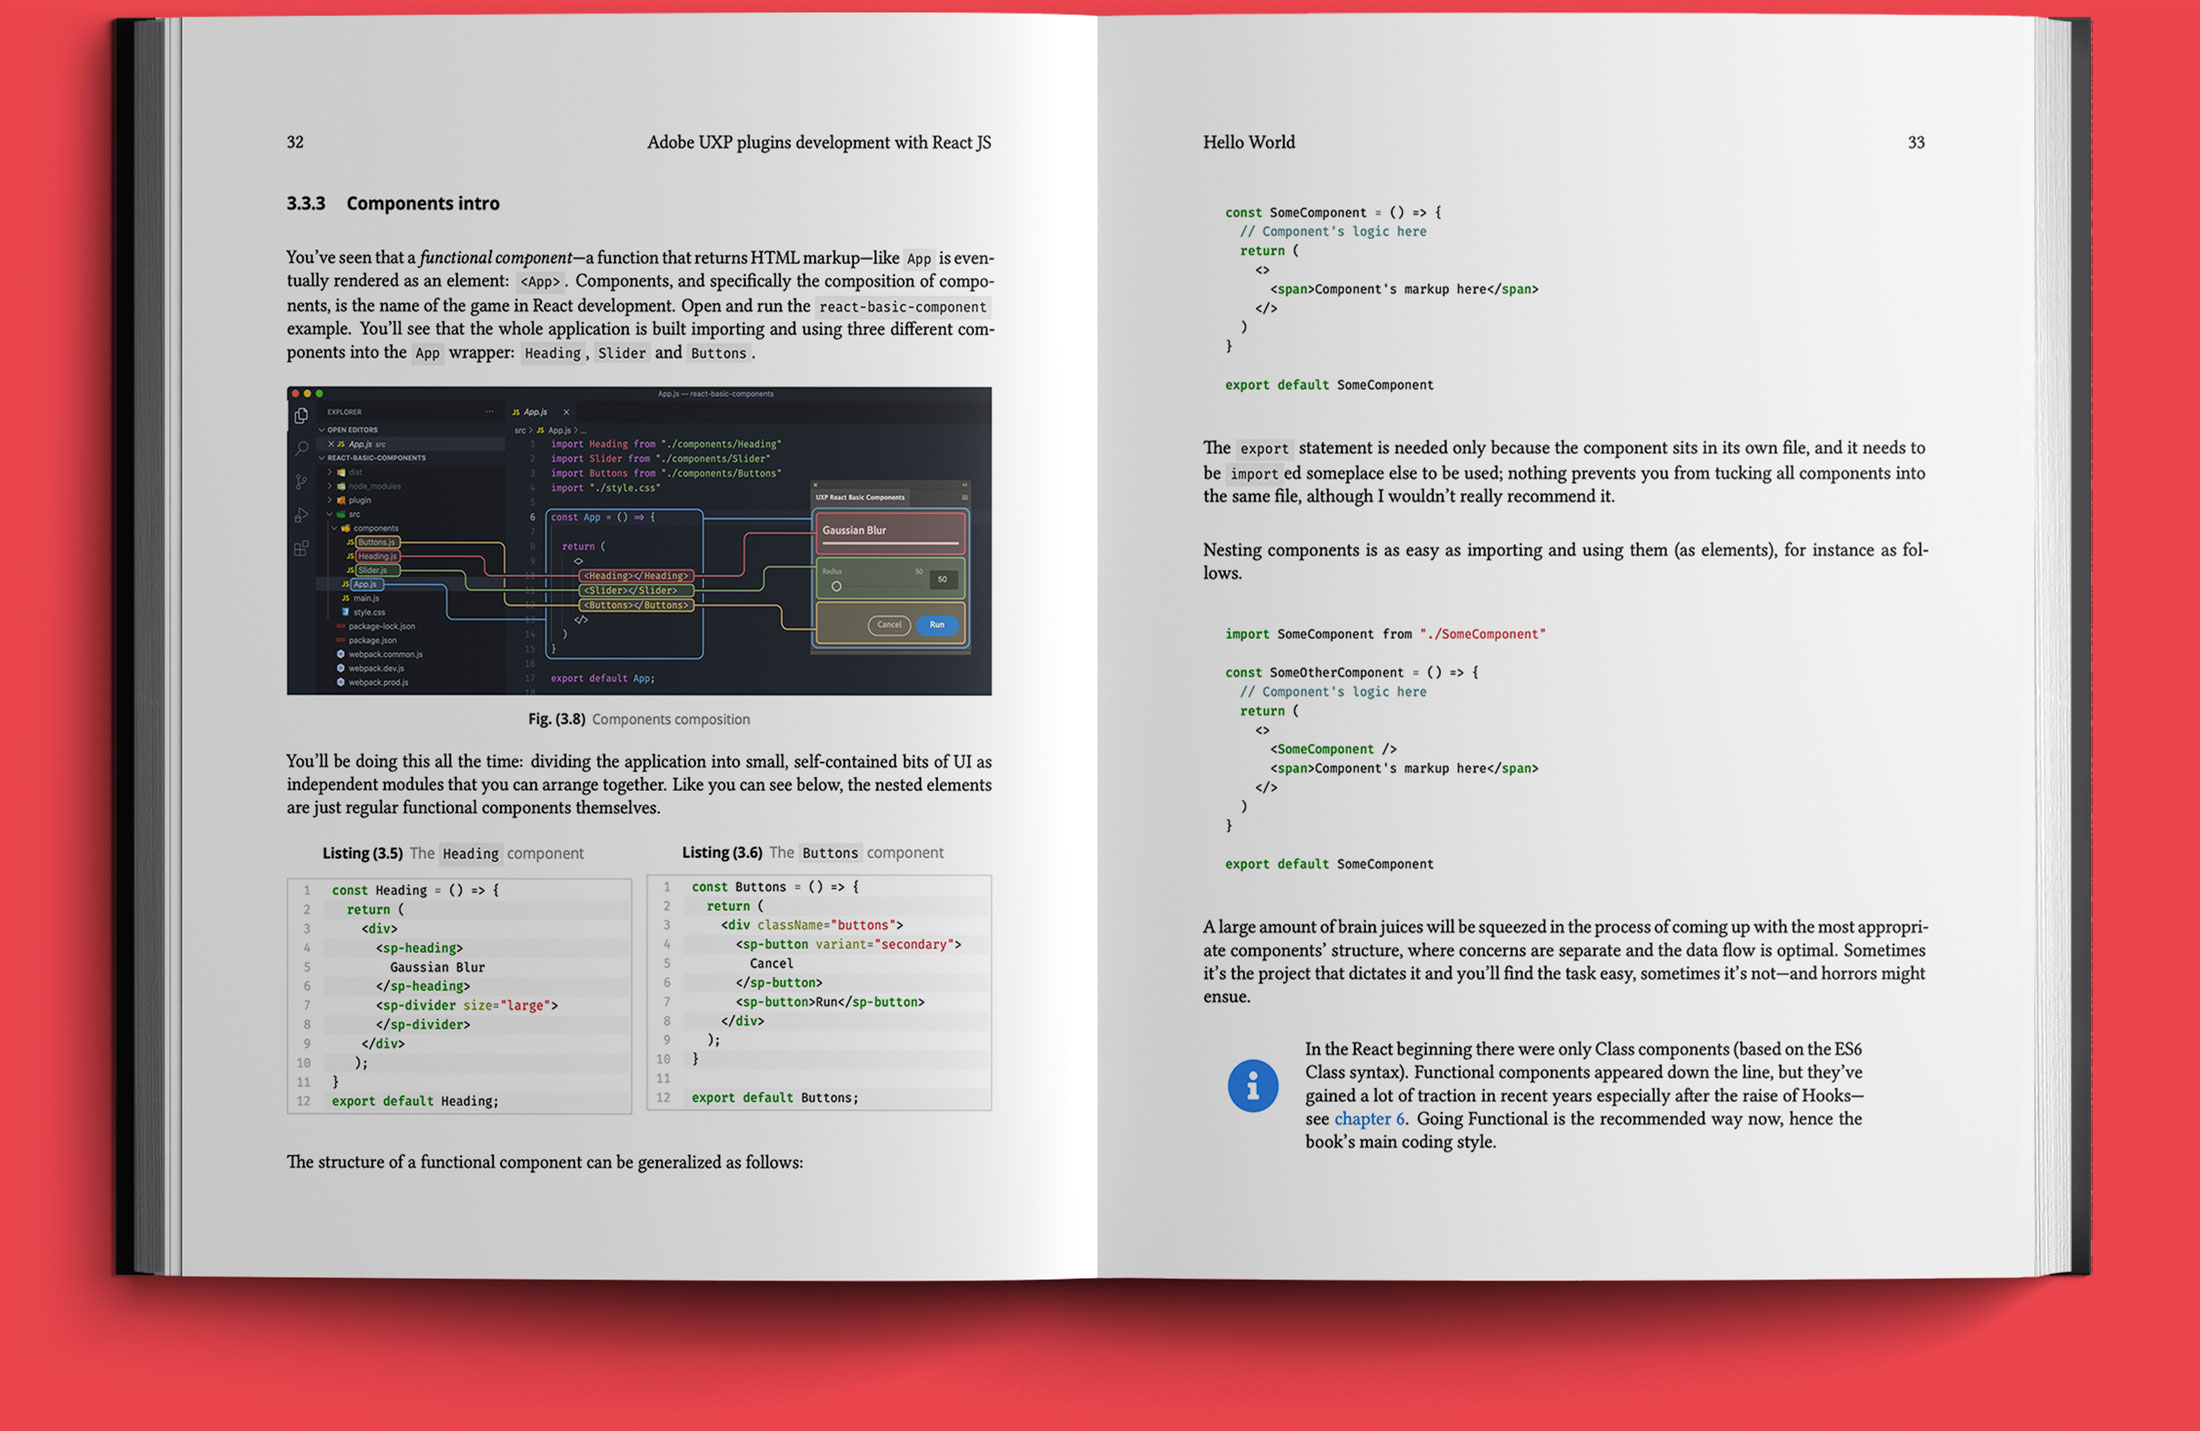 32 Adobe UXP plugins development with React JS
3.3.3 Components intro
You've seen that a functional component—a function that returns HTML markup—like App is even-
tually rendered as an element: <App>. Components, and specifically the composition of compo-
nents, is the name of the game in React development. Open and run the react-basic-component
example. You'll see that the whole application is built importing and using three different com-
ponents into the App wrapper: Heading, Slider and Buttons.
App.js — react-basic-components
EXPLORER ...
OPEN EDITORS
× JS App.js src
REACT-BASIC-COMPONENTS
> dist
> node_modules
> plugin
src
components
JS Buttons.js
JS Heading.js
JS Slider.js
JS App.js
JS main.js
style.css
package-lock.json
package.json
webpack.common.js
webpack.dev.js
webpack.prod.js
JS App.js ×
src > JS App.js > ...
1 import Heading from "./components/Heading"
2 import Slider from "./components/Slider"
3 import Buttons from "./components/Buttons"
4 import "./style.css"
5
6 const App = () => {
7
8 return (
9 <>
10 <Heading></Heading>
11 <Slider></Slider>
12 <Buttons></Buttons>
13 </>
14 )
15 }
16
17 export default App;
18
UXP React Basic Components
Gaussian Blur
Radius 50 50
Cancel Run
Fig. (3.8) Components composition
You'll be doing this all the time: dividing the application into small, self-contained bits of UI as
independent modules that you can arrange together. Like you can see below, the nested elements
are just regular functional components themselves.
Listing (3.5) The Heading component
1 const Heading = () => {
2 return (
3 <div>
4 <sp-heading>
5 Gaussian Blur
6 </sp-heading>
7 <sp-divider size="large">
8 </sp-divider>
9 </div>
10 );
11 }
12 export default Heading;
Listing (3.6) The Buttons component
1 const Buttons = () => {
2 return (
3 <div className="buttons">
4 <sp-button variant="secondary">
5 Cancel
6 </sp-button>
7 <sp-button>Run</sp-button>
8 </div>
9 );
10 }
11
12 export default Buttons;
The structure of a functional component can be generalized as follows:
Hello World 33
const SomeComponent = () => {
// Component's logic here
return (
<>
<span>Component's markup here</span>
</>
)
}
export default SomeComponent
The export statement is needed only because the component sits in its own file, and it needs to
be imported someplace else to be used; nothing prevents you from tucking all components into
the same file, although I wouldn't really recommend it.
Nesting components is as easy as importing and using them (as elements), for instance as fol-
lows.
import SomeComponent from "./SomeComponent"
const SomeOtherComponent = () => {
// Component's logic here
return (
<>
<SomeComponent />
<span>Component's markup here</span>
</>
)
}
export default SomeComponent
A large amount of brain juices will be squeezed in the process of coming up with the most appropri-
ate components' structure, where concerns are separate and the data flow is optimal. Sometimes
it's the project that dictates it and you'll find the task easy, sometimes it's not—and horrors might
ensue.
In the React beginning there were only Class components (based on the ES6
Class syntax). Functional components appeared down the line, but they've
gained a lot of traction in recent years especially after the raise of Hooks—
see chapter 6. Going Functional is the recommended way now, hence the
book's main coding style.